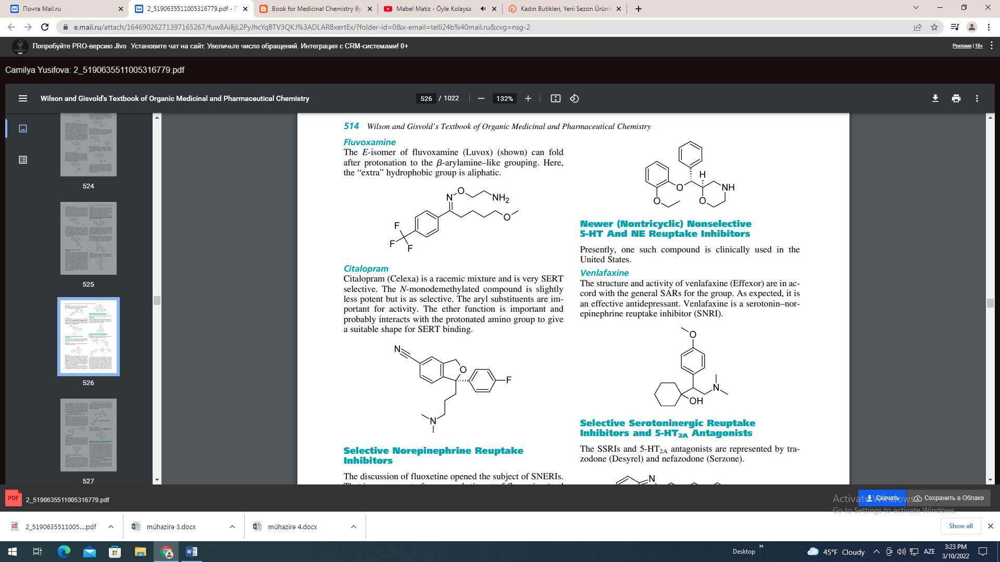 Почта Mail.ru
2_5190635511005316779.pdf - П
Book for Medicinal Chemistry By
Mabel Matiz - Öyle Kolaysa -
Kadın Butikleri, Yeni Sezon Ürünle
e.mail.ru/attach/16469026271397165267/fuw8Ai8jL2PyJhcYqBTV3QKJ%3ADLARBxertEx/?folder-id=0&x-email=telli24b%40mail.ru&cvg=nsg-2
Попробуйте PRO-версию Jivo Установите чат на сайт. Увеличьте число обращений. Интеграция с CRM-системами! 0+
Реклама | 18+
Camilya Yusifova: 2_5190635511005316779.pdf
Wilson and Gisvold's Textbook of Organic Medicinal and Pharmaceutical Chemistry
526 / 1022
132%
524
525
526
527
514 Wilson and Gisvold's Textbook of Organic Medicinal and Pharmaceutical Chemistry
Fluvoxamine
The E-isomer of fluvoxamine (Luvox) (shown) can fold
after protonation to the β-arylamine–like grouping. Here,
the “extra” hydrophobic group is aliphatic.
N
O
NH2
O
F
F
F
Citalopram
Citalopram (Celexa) is a racemic mixture and is very SERT
selective. The N-monodemethylated compound is slightly
less potent but is as selective. The aryl substituents are im-
portant for activity. The ether function is important and
probably interacts with the protonated amino group to give
a suitable shape for SERT binding.
N
O
F
N
Selective Norepinephrine Reuptake
Inhibitors
The discussion of fluoxetine opened the subject of SNERIs.
H
O
NH
O
O
Newer (Nontricyclic) Nonselective
5-HT And NE Reuptake Inhibitors
Presently, one such compound is clinically used in the
United States.
Venlafaxine
The structure and activity of venlafaxine (Effexor) are in ac-
cord with the general SARs for the group. As expected, it is
an effective antidepressant. Venlafaxine is a serotonin–nor-
epinephrine reuptake inhibitor (SNRI).
O
N
OH
Selective Serotoninergic Reuptake
Inhibitors and 5-HT2A Antagonists
The SSRIs and 5-HT2A antagonists are represented by tra-
zodone (Desyrel) and nefazodone (Serzone).
N
PDF
2_5190635511005316779.pdf
Скачать
Сохранить в Облако
Activate Windows
Go to Settings to activate Windows.
2_5190635511005....pdf
mühazirə 3.docx
mühazirə 4.docx
Show all
Desktop
45°F Cloudy
AZE
3:23 PM
3/10/2022